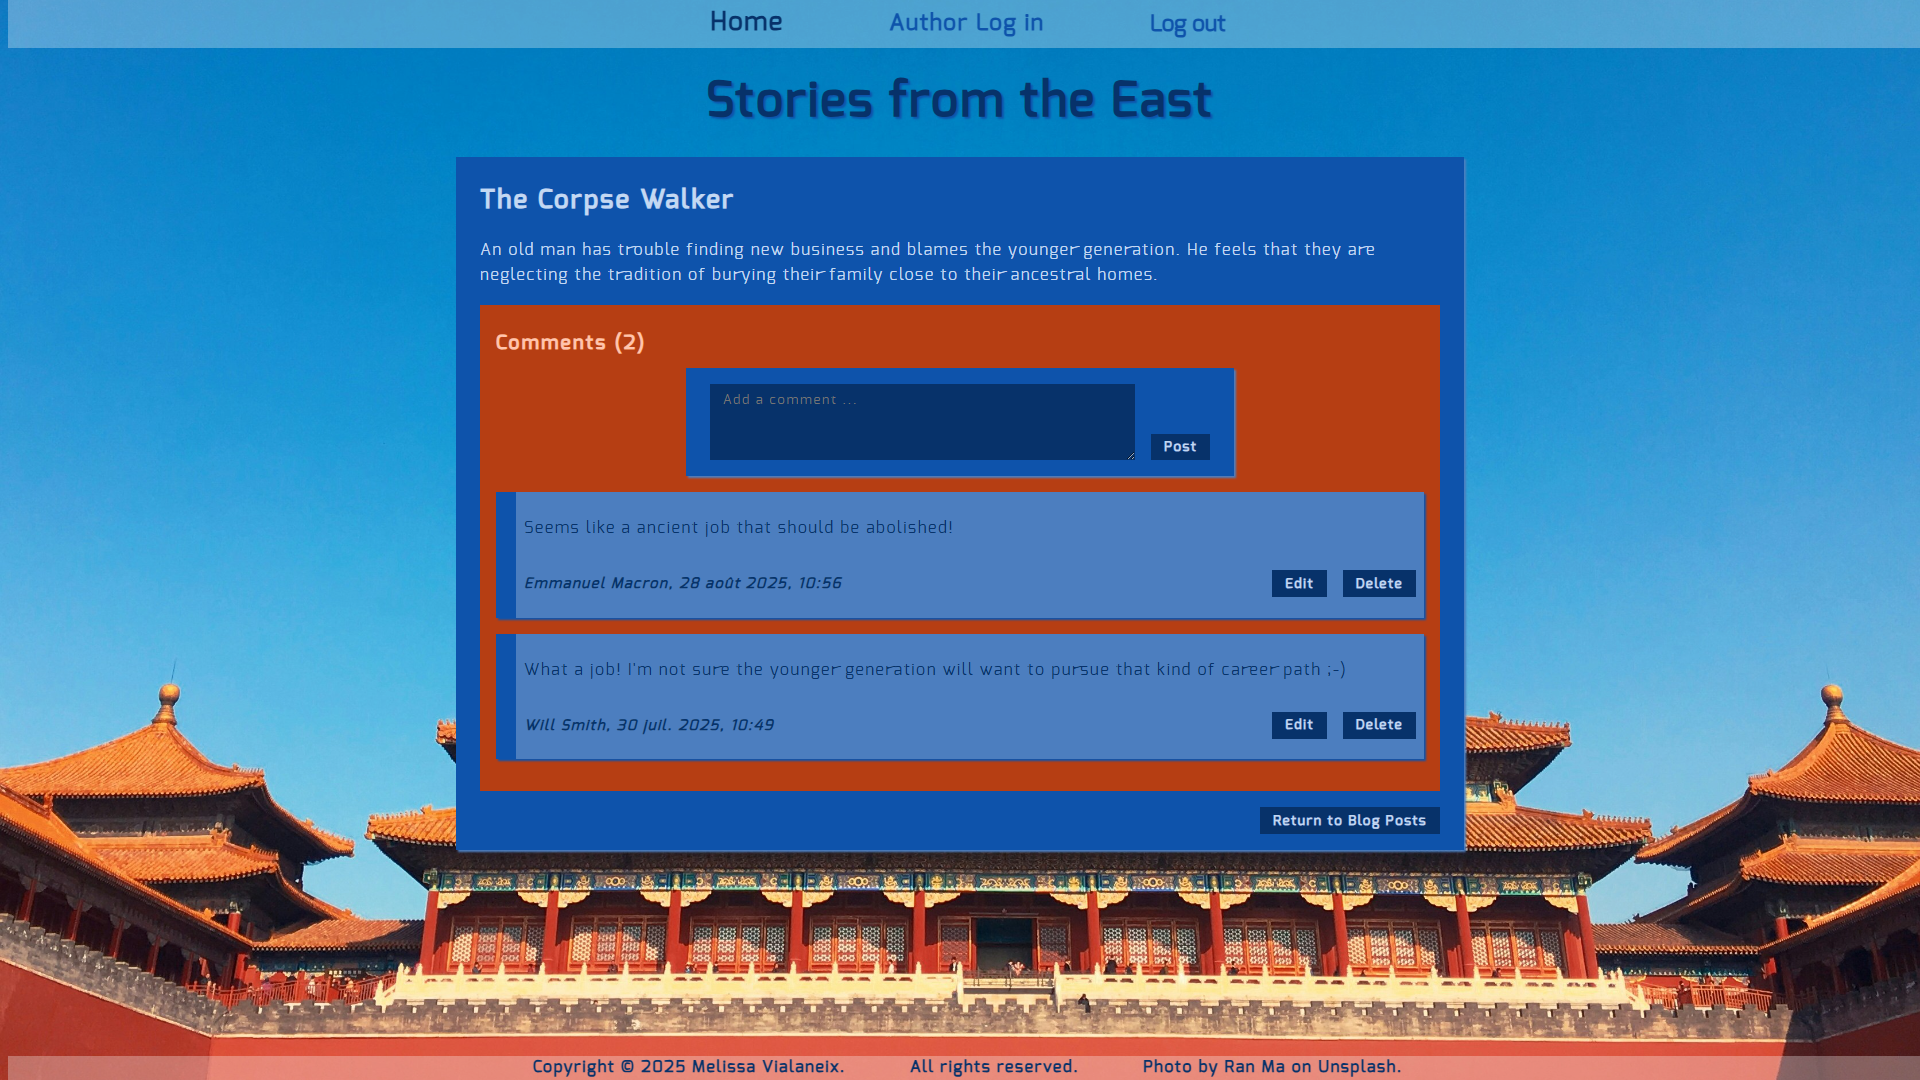 Home Author Log in Log out
Stories from the East
The Corpse Walker
An old man has trouble finding new business and blames the younger generation. He feels that they are
neglecting the tradition of burying their family close to their ancestral homes.
Comments (2)
Add a comment ...
Post
Seems like a ancient job that should be abolished!
Emmanuel Macron, 28 août 2025, 10:56 Edit Delete
What a job! I'm not sure the younger generation will want to pursue that kind of career path ;-)
Will Smith, 30 juil. 2025, 10:49 Edit Delete
Return to Blog Posts
Copyright © 2025 Melissa Vialaneix. All rights reserved. Photo by Ran Ma on Unsplash.